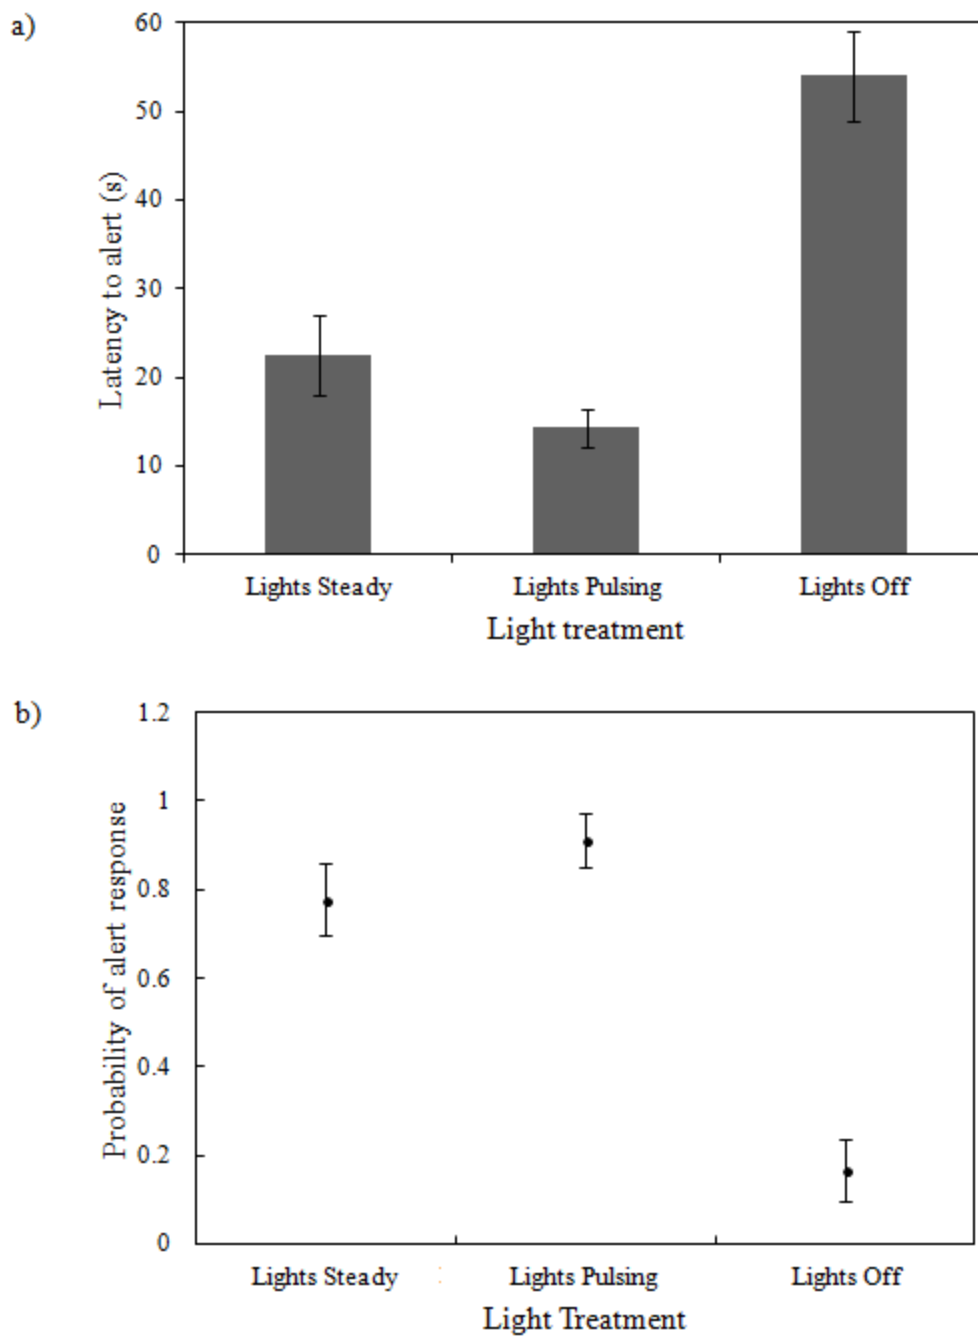 a)
60
50
40
30
20
10
0
Latency to alert (s)
Lights Steady Lights Pulsing Lights Off
Light treatment
b)
1.2
1
0.8
0.6
0.4
0.2
0
Probability of alert response
Lights Steady Lights Pulsing Lights Off
Light Treatment